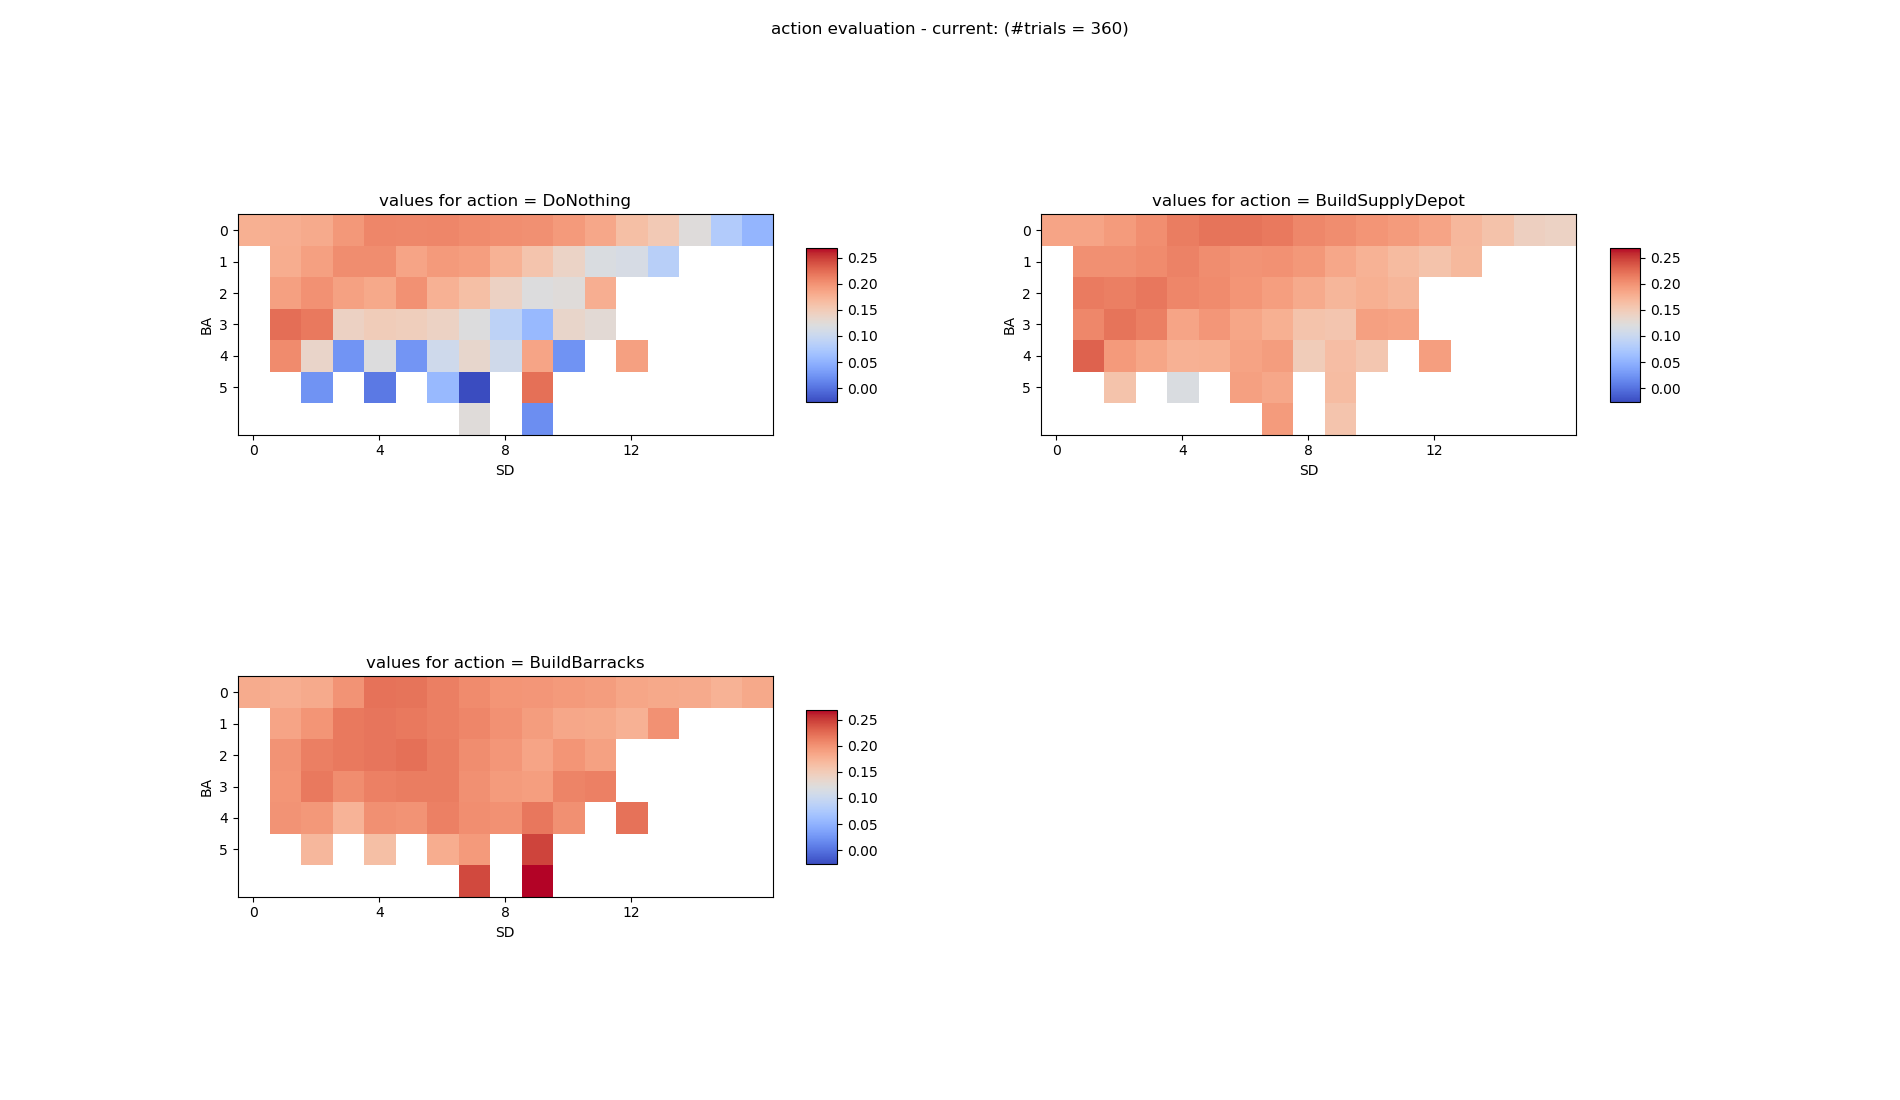 action evaluation - current: (#trials = 360)
values for action = DoNothing
0
1
2
3
4
5
BA
0 4 8 12
SD
0.25
0.20
0.15
0.10
0.05
0.00
values for action = BuildSupplyDepot
0
1
2
3
4
5
BA
0 4 8 12
SD
0.25
0.20
0.15
0.10
0.05
0.00
values for action = BuildBarracks
0
1
2
3
4
5
BA
0 4 8 12
SD
0.25
0.20
0.15
0.10
0.05
0.00